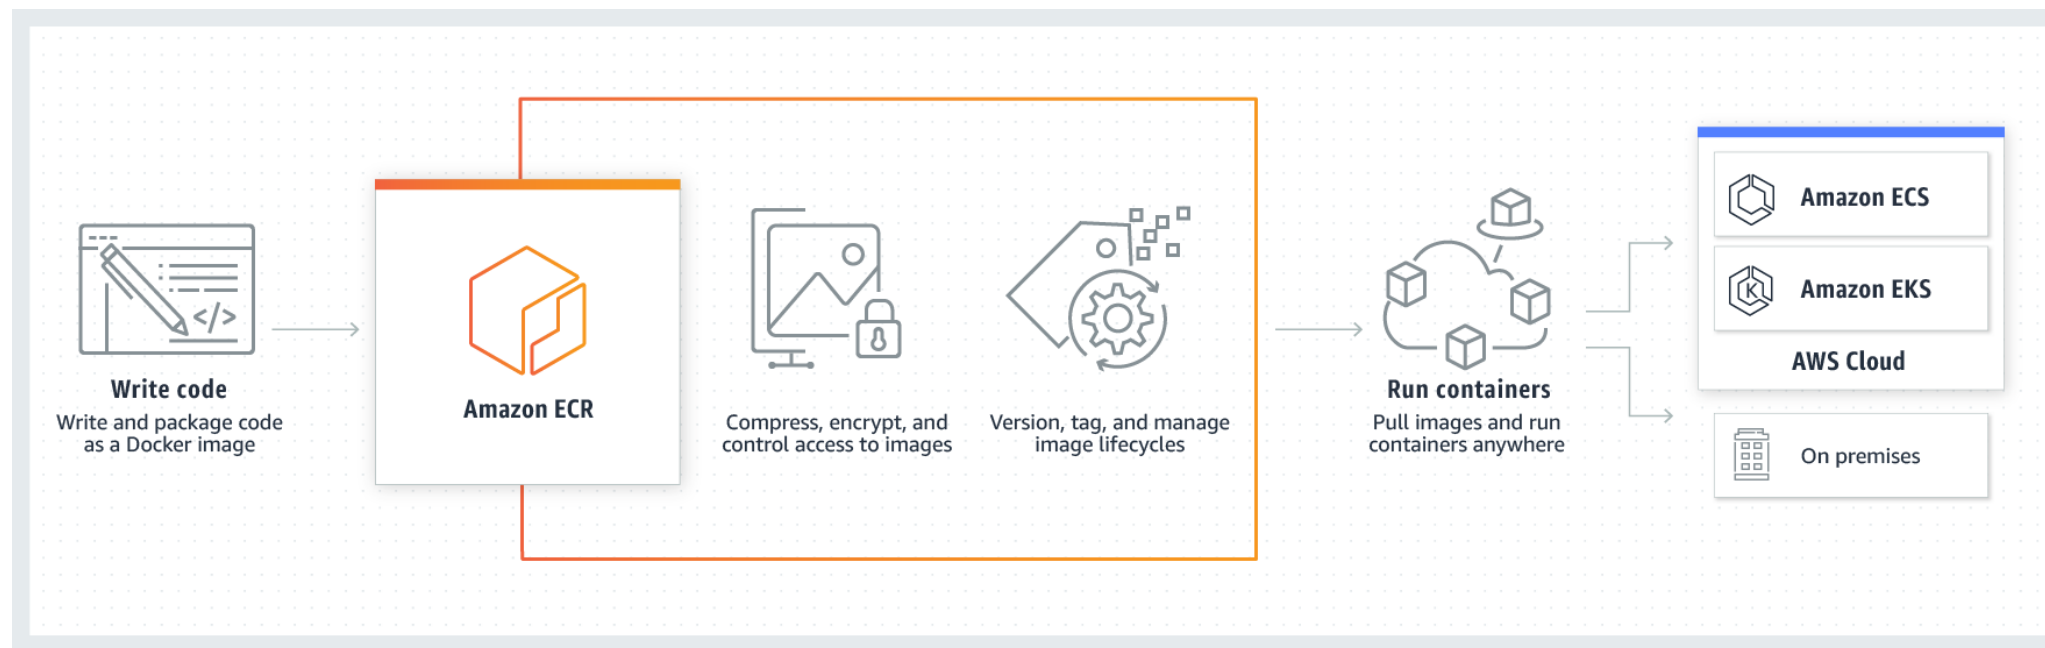 Write code
Write and package code
as a Docker image
Amazon ECR
Compress, encrypt, and
control access to images
Version, tag, and manage
image lifecycles
Run containers
Pull images and run
containers anywhere
Amazon ECS
K
Amazon EKS
AWS Cloud
On premises